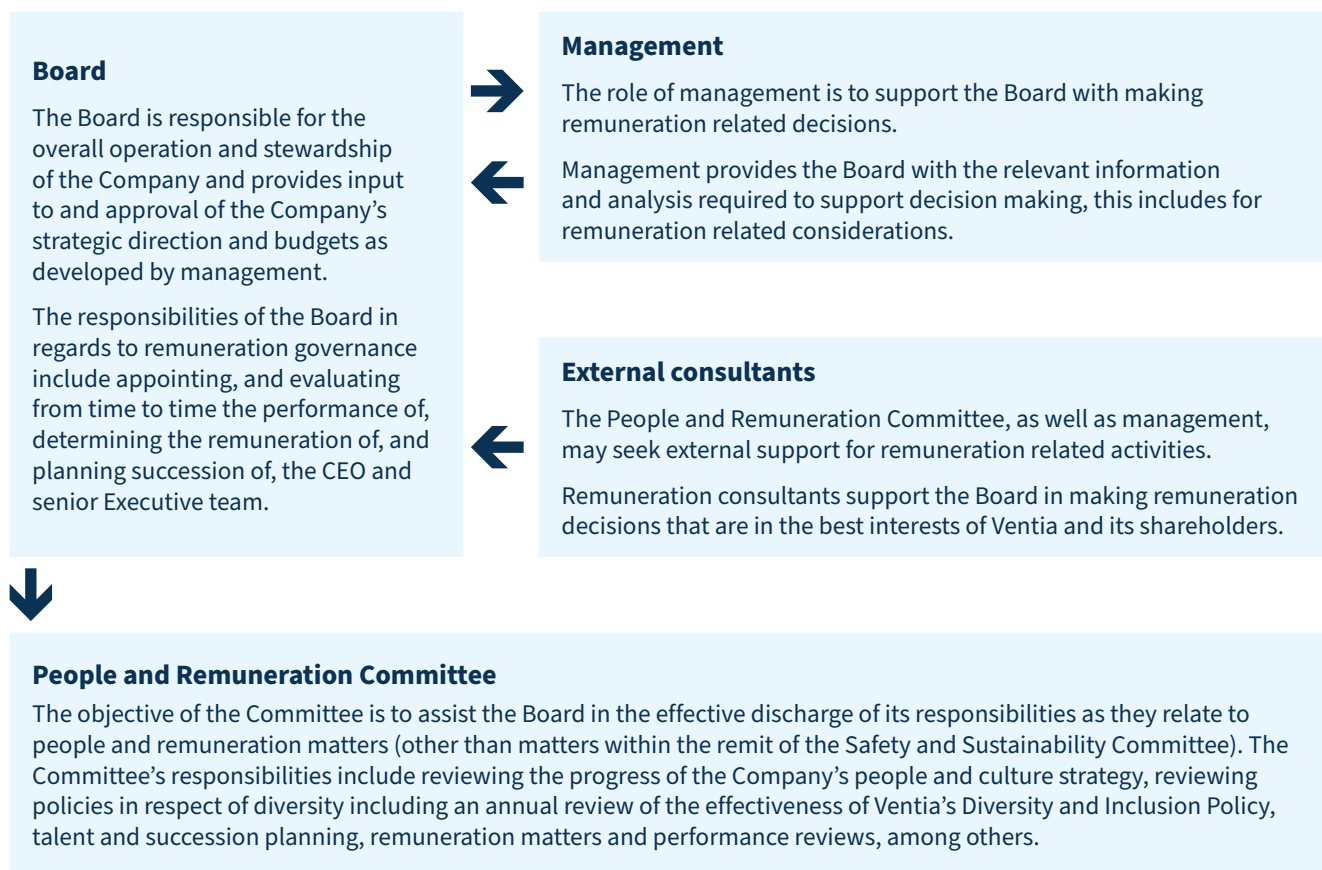 Board
The Board is responsible for the
overall operation and stewardship
of the Company and provides input
to and approval of the Company’s
strategic direction and budgets as
developed by management.
The responsibilities of the Board in
regards to remuneration governance
include appointing, and evaluating
from time to time the performance of,
determining the remuneration of, and
planning succession of, the CEO and
senior Executive team.
Management
The role of management is to support the Board with making
remuneration related decisions.
Management provides the Board with the relevant information
and analysis required to support decision making, this includes for
remuneration related considerations.
External consultants
The People and Remuneration Committee, as well as management,
may seek external support for remuneration related activities.
Remuneration consultants support the Board in making remuneration
decisions that are in the best interests of Ventia and its shareholders.
People and Remuneration Committee
The objective of the Committee is to assist the Board in the effective discharge of its responsibilities as they relate to
people and remuneration matters (other than matters within the remit of the Safety and Sustainability Committee). The
Committee’s responsibilities include reviewing the progress of the Company’s people and culture strategy, reviewing
policies in respect of diversity including an annual review of the effectiveness of Ventia’s Diversity and Inclusion Policy,
talent and succession planning, remuneration matters and performance reviews, among others.